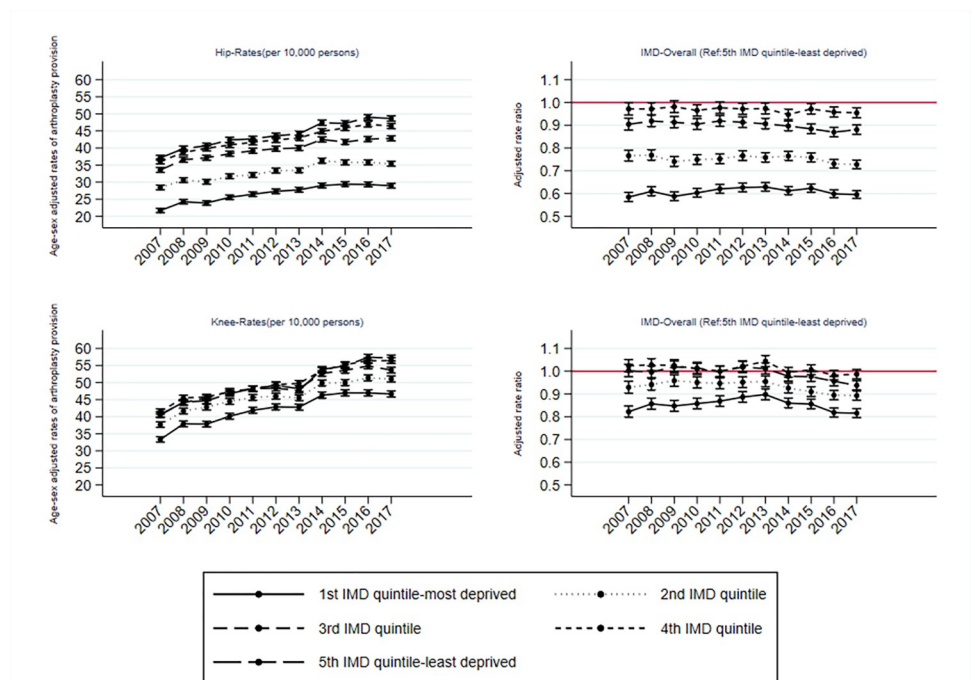 Hip-Rates(per 10,000 persons)
Age-sex adjusted rates of arthroplasty provision
60
55
50
45
40
35
30
25
20
2007 2008 2009 2010 2011 2012 2013 2014 2015 2016 2017
IMD-Overall (Ref:5th IMD quintile-least deprived)
Adjusted rate ratio
1.1
1.0
0.9
0.8
0.7
0.6
0.5
2007 2008 2009 2010 2011 2012 2013 2014 2015 2016 2017
Knee-Rates(per 10,000 persons)
Age-sex adjusted rates of arthroplasty provision
60
55
50
45
40
35
30
25
20
2007 2008 2009 2010 2011 2012 2013 2014 2015 2016 2017
IMD-Overall (Ref:5th IMD quintile-least deprived)
Adjusted rate ratio
1.1
1.0
0.9
0.8
0.7
0.6
0.5
2007 2008 2009 2010 2011 2012 2013 2014 2015 2016 2017
1st IMD quintile-most deprived
2nd IMD quintile
3rd IMD quintile
4th IMD quintile
5th IMD quintile-least deprived